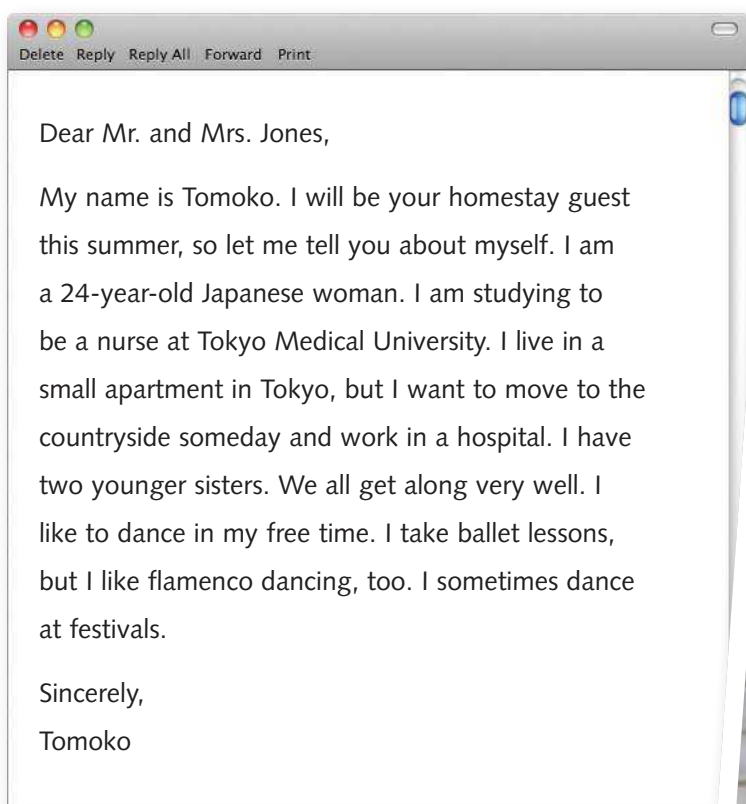 Delete Reply Reply All Forward Print
Dear Mr. and Mrs. Jones,
My name is Tomoko. I will be your homestay guest
this summer, so let me tell you about myself. I am
a 24-year-old Japanese woman. I am studying to
be a nurse at Tokyo Medical University. I live in a
small apartment in Tokyo, but I want to move to the
countryside someday and work in a hospital. I have
two younger sisters. We all get along very well. I
like to dance in my free time. I take ballet lessons,
but I like flamenco dancing, too. I sometimes dance
at festivals.
Sincerely,
Tomoko